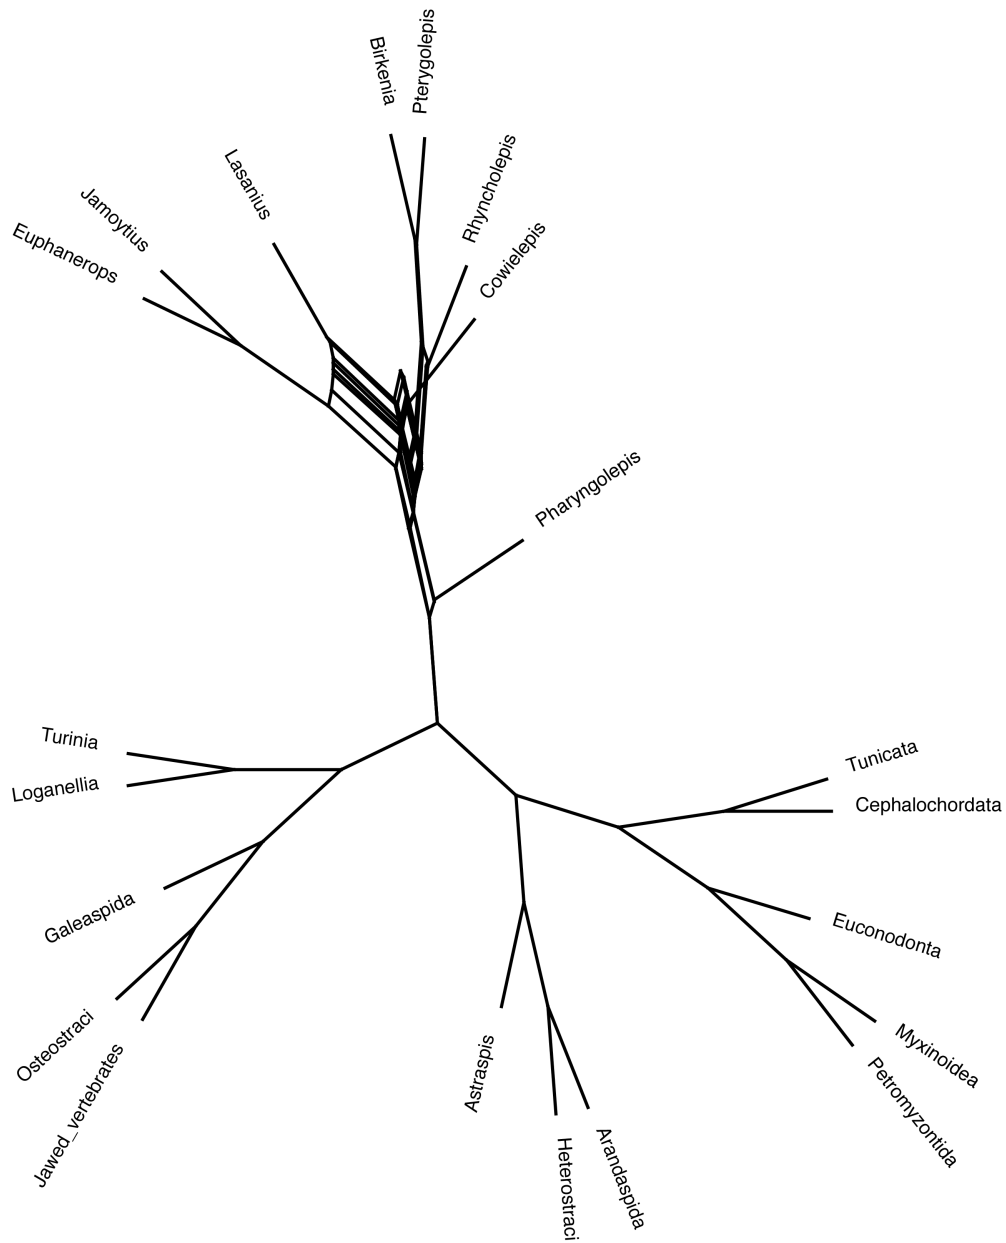 Pterygolepis
Birkenia
Rhyncholepis
Lasanius
Jamoytius
Cowielepis
Euphanerops
Pharyngolepis
Turinia
Tunicata
Loganellia
Cephalochordata
Galeaspida
Euconodonta
Osteostraci
Myxinoidea
Astraspis
Jawed_vertebrates
Petromyzontida
Arandaspida
Heterostraci